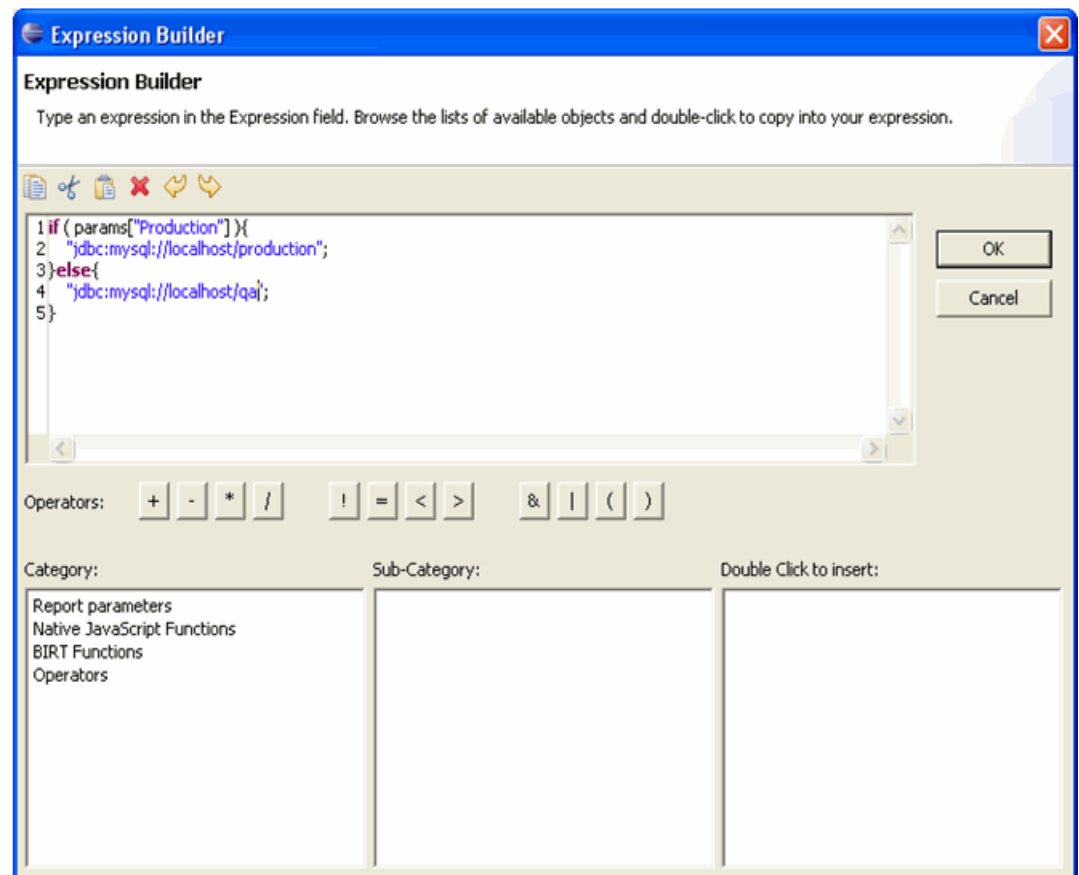 Expression Builder
Expression Builder
Type an expression in the Expression field. Browse the lists of available objects and double-click to copy into your expression.
1 if ( params["Production"] ){
2 "jdbc:mysql://localhost/production";
3 }else{
4 "jdbc:mysql://localhost/qa";
5 }
OK
Cancel
Operators: + - * / ! = < > & | ( )
Category: Sub-Category: Double Click to insert:
Report parameters
Native JavaScript Functions
BIRT Functions
Operators